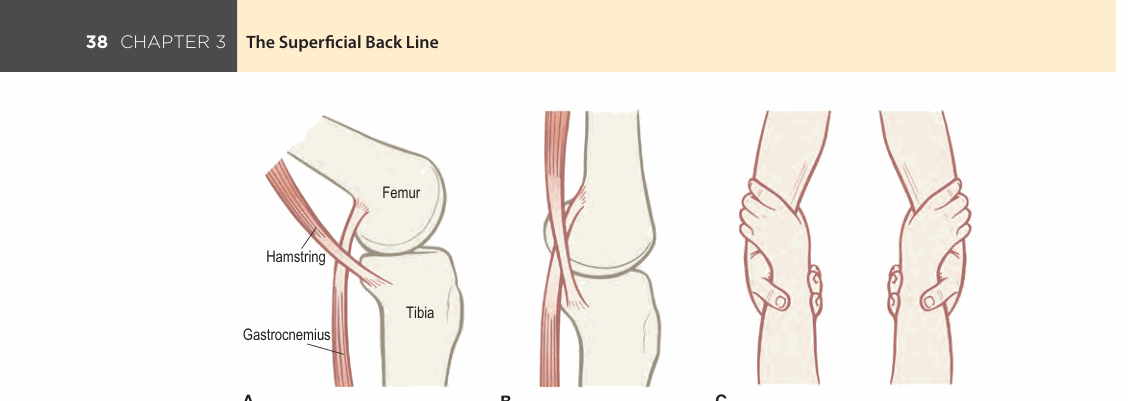 38 CHAPTER 3 The Superficial Back Line
Femur
Hamstring
Tibia
Gastrocnemius
A
B
C